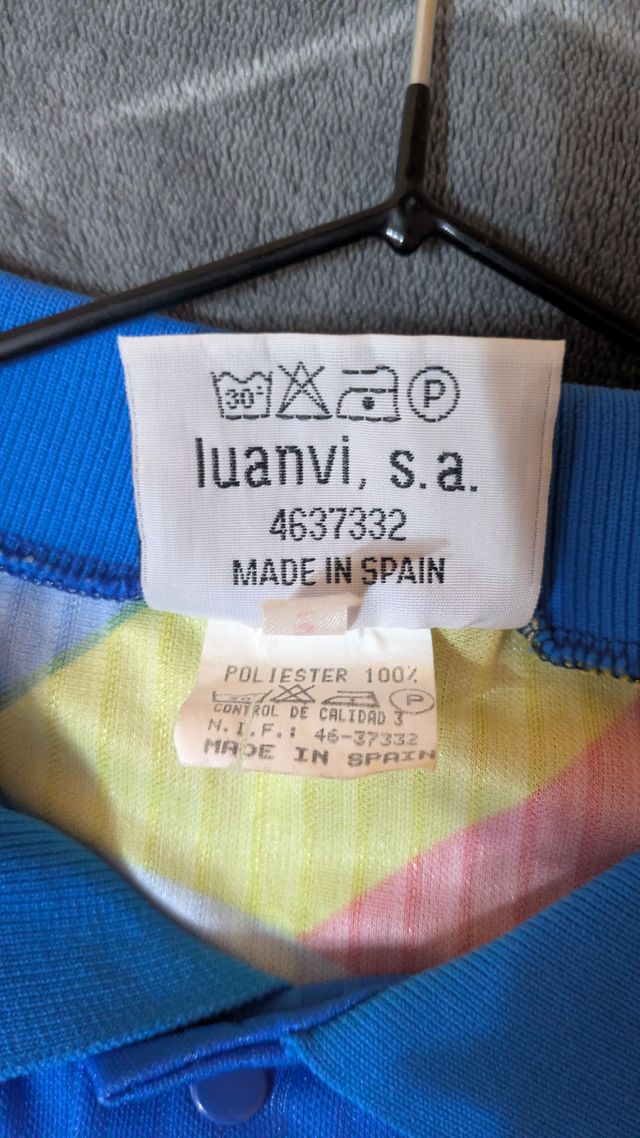 30° P
luanvi, s.a.
4637332
MADE IN SPAIN
POLIESTER 100%
P
CONTROL DE CALIDAD 3
N.I.F.: 46-37332
MADE IN SPAIN